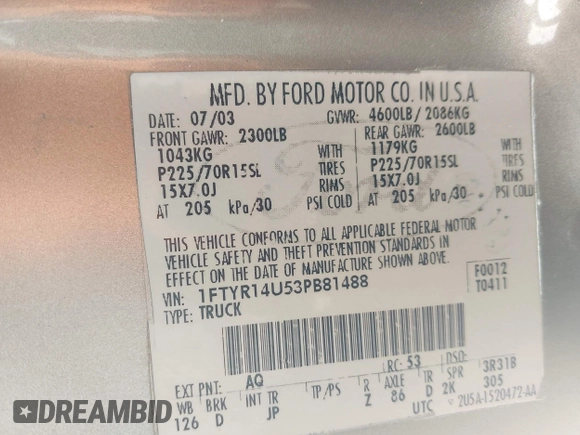 MFD. BY FORD MOTOR CO. IN U.S.A.
DATE: 07/03 GVWR: 4600LB/2086KG
FRONT GAWR: 2300LB REAR GAWR: 2600LB
1043KG WITH 1179KG WITH
P225/70R15SL TIRES P225/70R15SL TIRES
15X7.0J RIMS 15X7.0J RIMS
AT 205 kPa/30 PSI COLD AT 205 kPa/30 PSI COLD
THIS VEHICLE CONFORMS TO ALL APPLICABLE FEDERAL MOTOR
VEHICLE SAFETY AND THEFT PREVENTION STANDARDS IN
EFFECT ON THE DATE OF MANUFACTURE SHOWN ABOVE.
VIN: 1FTYR14U53PB81488 F0012
TYPE: TRUCK T0411
RC: 53 DSO:
EXT PNT: AQ
WB BRK INT TR TP/PS R AXLE TR SPR 3R31B
126 D JP Z 86 D 2K 305
UTC 2U5A-1520472-AA
DREAMBID
Ford